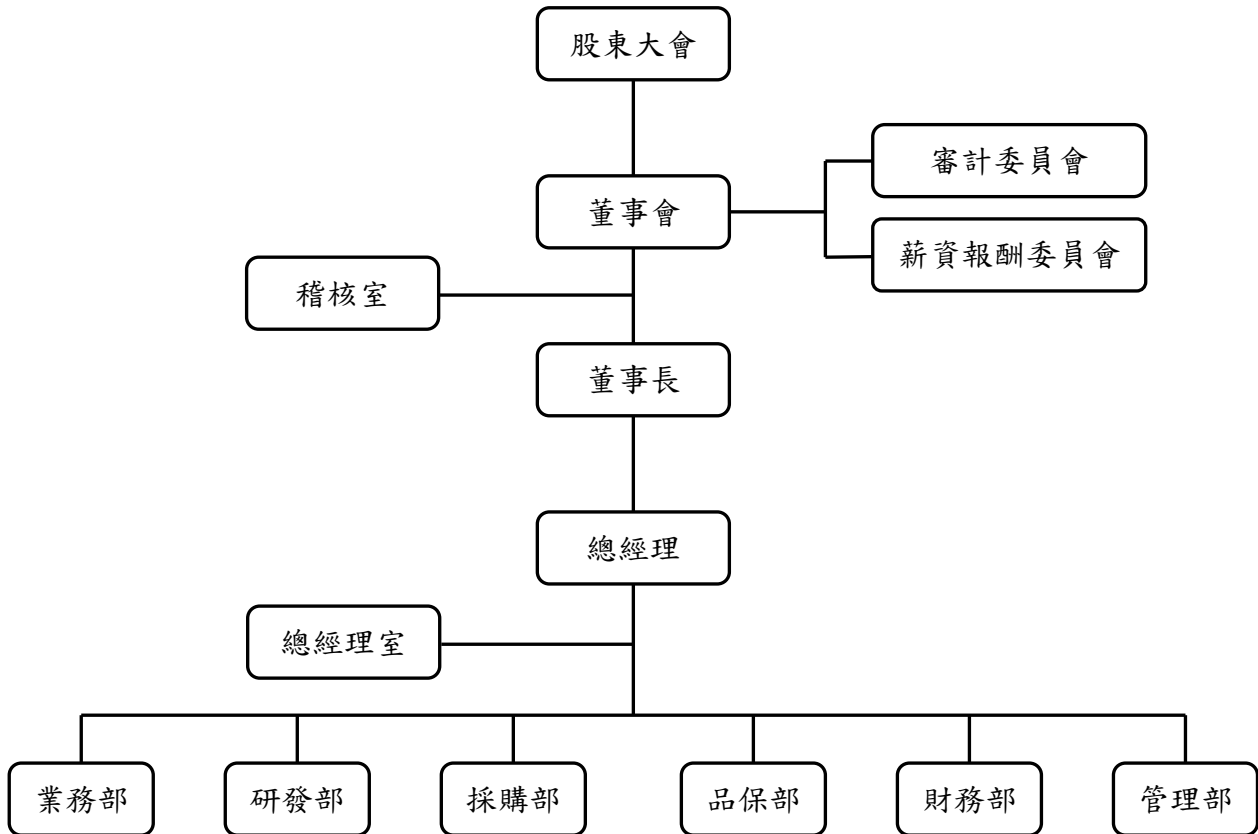 股東大會
審計委員會
董事會
薪資報酬委員會
稽核室
董事長
總經理
總經理室
業務部
研發部
採購部
品保部
財務部
管理部